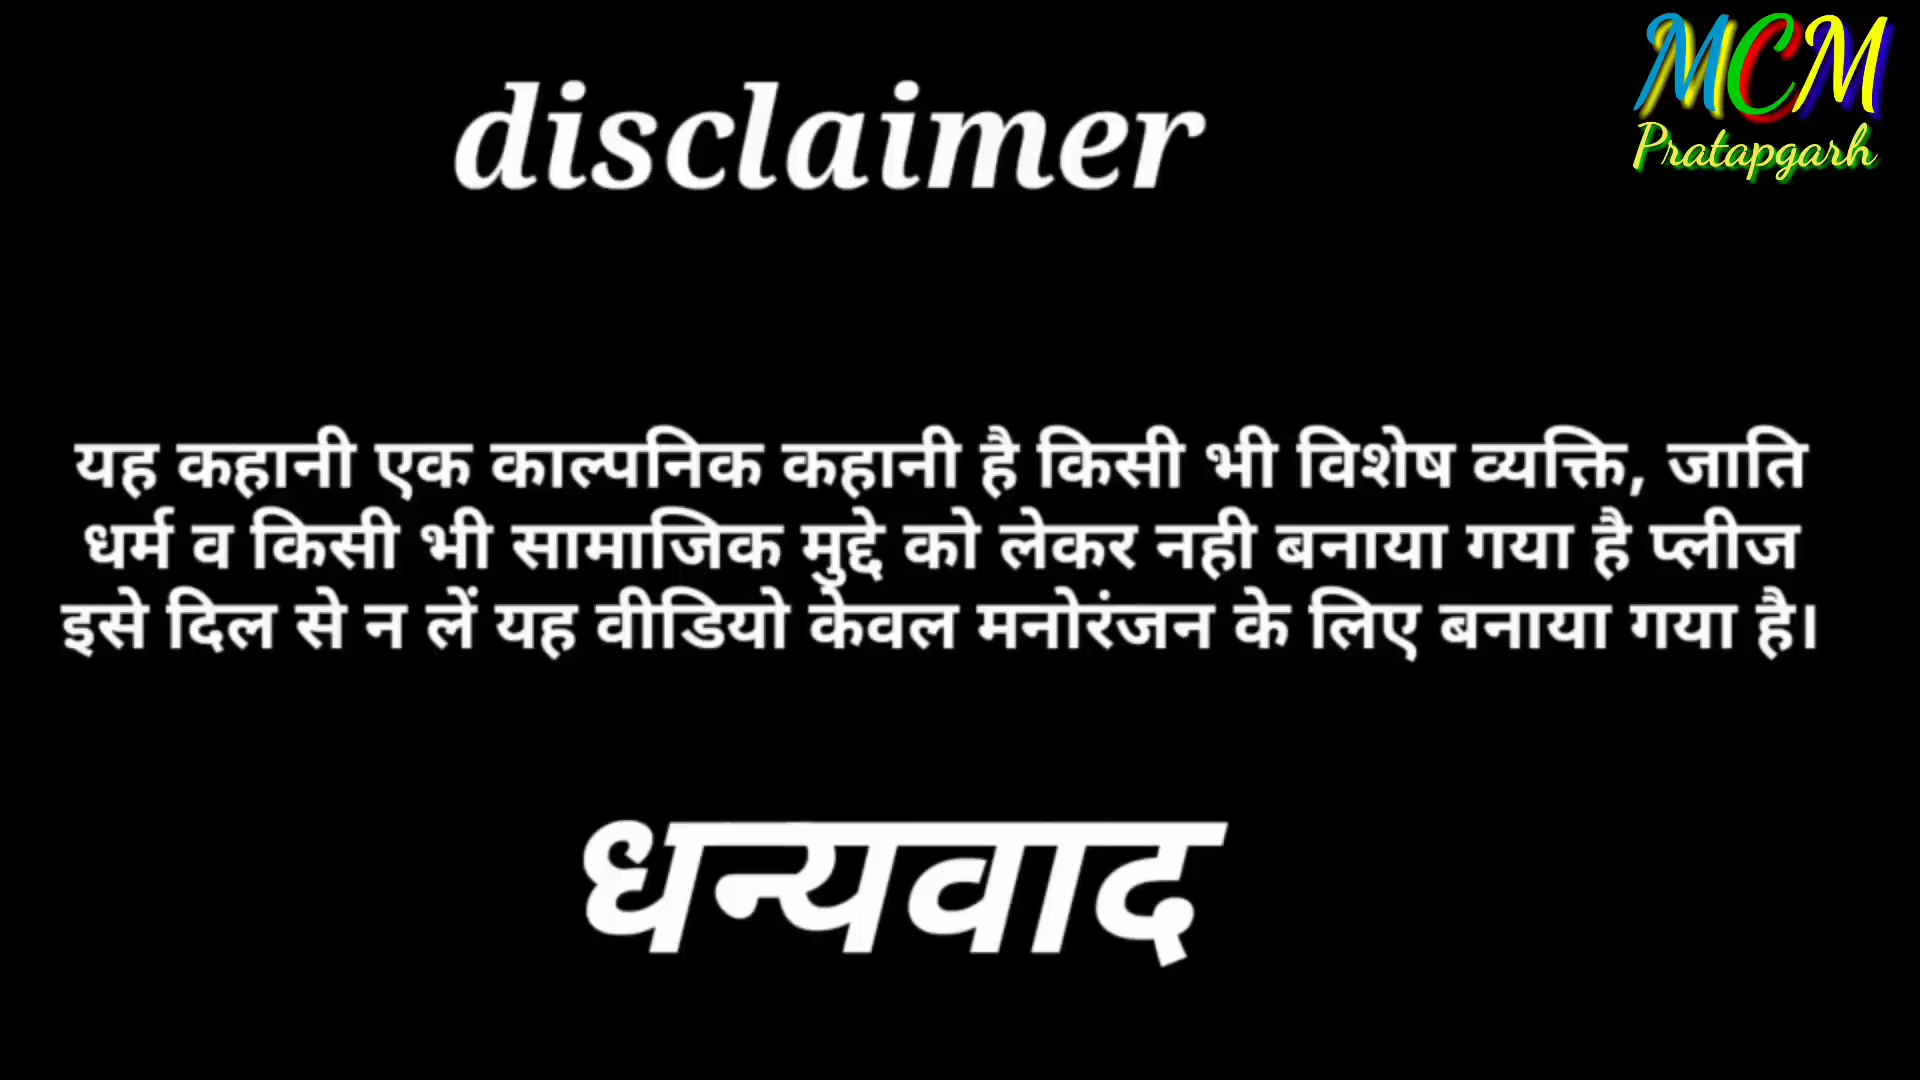 MCM
Pratapgarh
disclaimer
यह कहानी एक काल्पनिक कहानी है किसी भी विशेष व्यक्ति, जाति
धर्म व किसी भी सामाजिक मुद्दे को लेकर नही बनाया गया है प्लीज
इसे दिल से न लें यह वीडियो केवल मनोरंजन के लिए बनाया गया है।
धन्यवाद